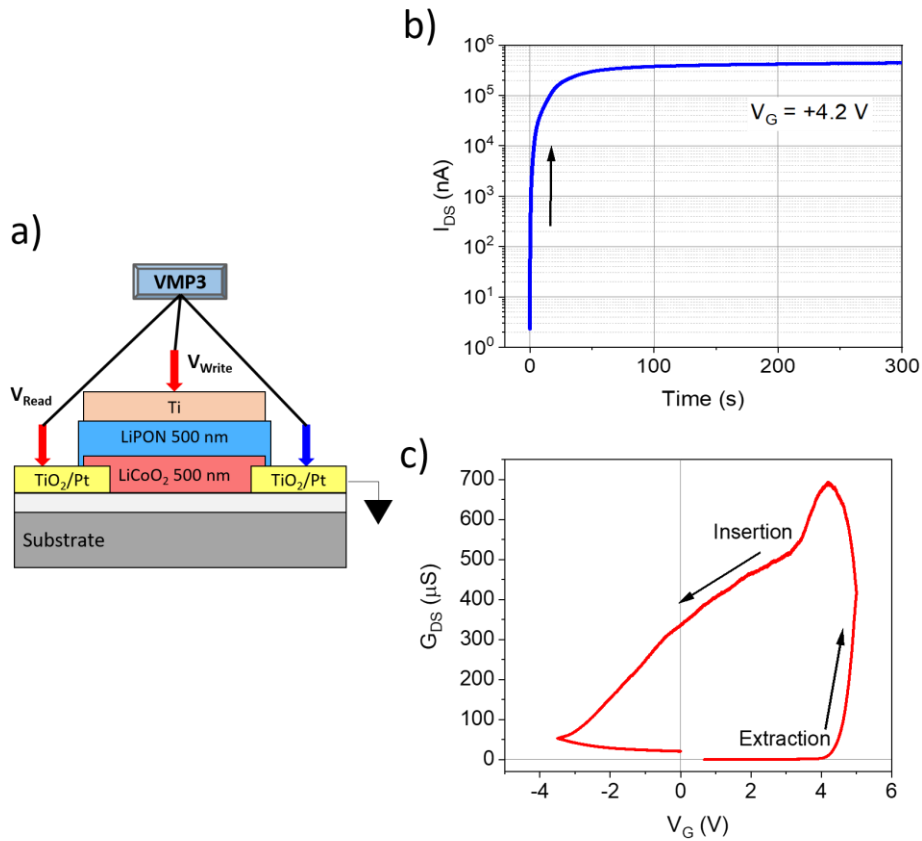 a)
VMP3
V_Write
V_Read
Ti
LiPON 500 nm
TiO₂/Pt
LiCoO₂ 500 nm
TiO₂/Pt
Substrate
b)
10⁶
10⁵
10⁴
10³
10²
10¹
10⁰
I_DS (nA)
V_G = +4.2 V
0 100 200 300
Time (s)
c)
700
600
500
400
300
200
100
0
G_DS (μS)
Insertion
Extraction
-4 -2 0 2 4
V_G (V)